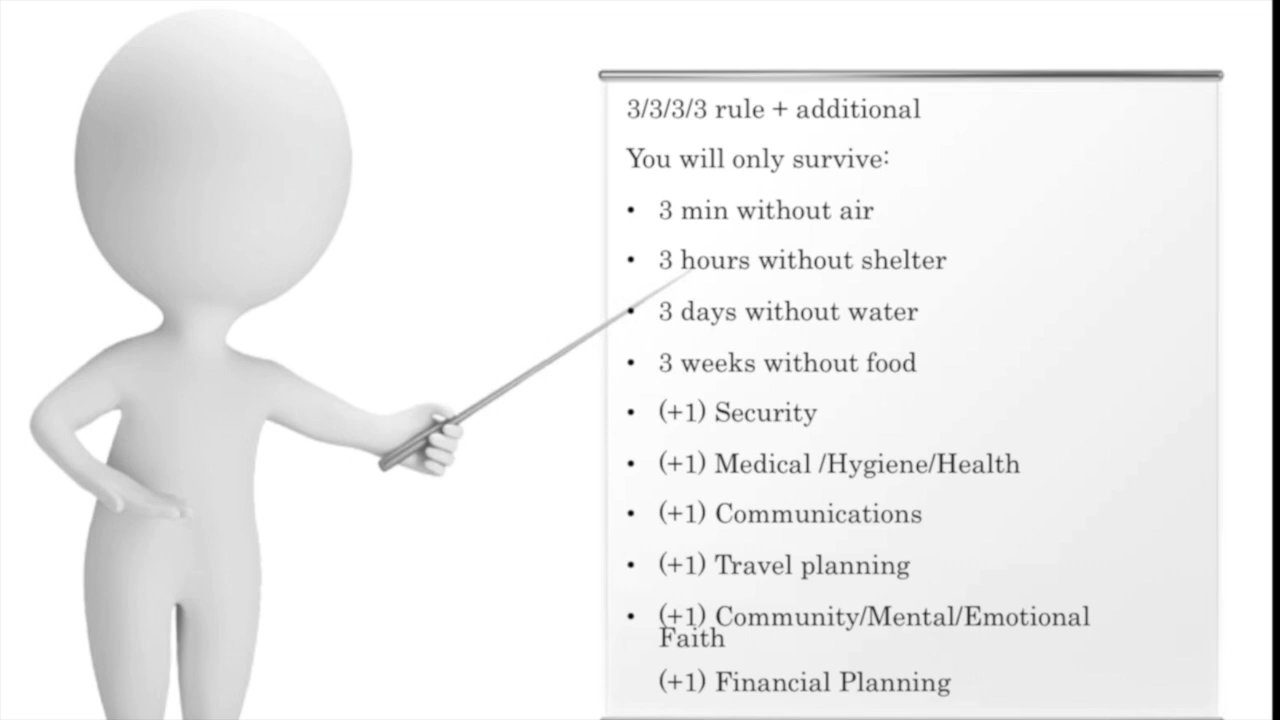 3/3/3/3 rule + additional
You will only survive:
• 3 min without air
• 3 hours without shelter
• 3 days without water
• 3 weeks without food
• (+1) Security
• (+1) Medical /Hygiene/Health
• (+1) Communications
• (+1) Travel planning
• (+1) Community/Mental/Emotional
Faith
(+1) Financial Planning